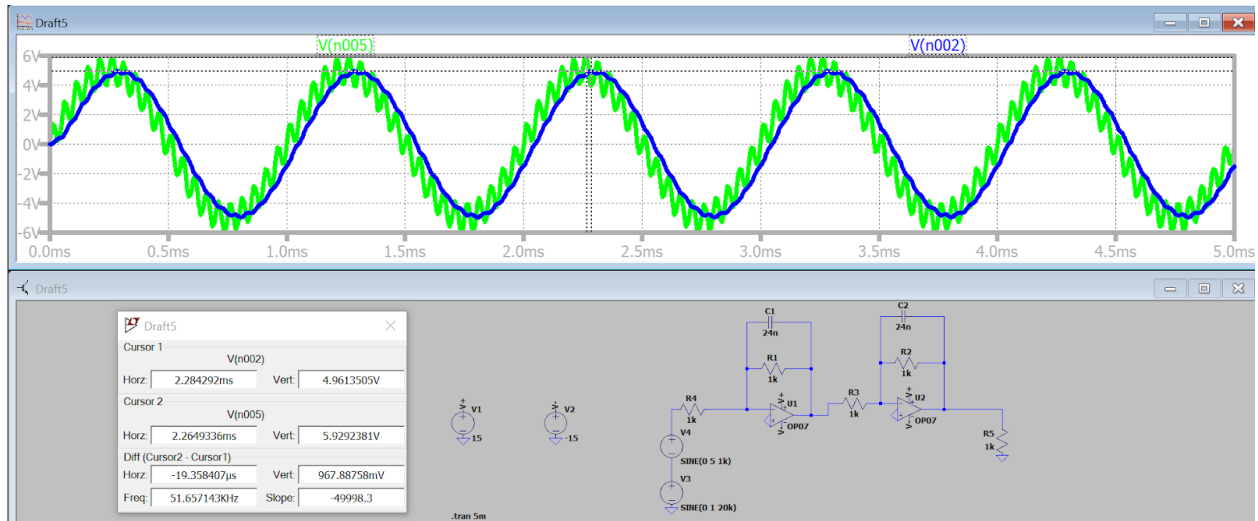 Draft5
V(n005)
V(n002)
6V
4V
2V
0V
-2V
-4V
-6V
0.0ms
0.5ms
1.0ms
1.5ms
2.0ms
2.5ms
3.0ms
3.5ms
4.0ms
4.5ms
5.0ms
Draft5
Draft5
Cursor 1
V(n002)
Horz: 2.284292ms Vert: 4.9613505V
Cursor 2
V(n005)
Horz: 2.2649336ms Vert: 5.9292381V
Diff (Cursor2 - Cursor1)
Horz: -19.358407µs Vert: 967.88758mV
Freq: 51.657143KHz Slope: -49998.3
V+
V1
15
V-
V2
-15
C1
24n
R1
1k
R4
1k
V+
U1
V-
OP07
V4
SINE(0 5 1k)
V3
SINE(0 1 20k)
C2
24n
R2
1k
R3
1k
V+
U2
V-
OP07
R5
1k
.tran 5m